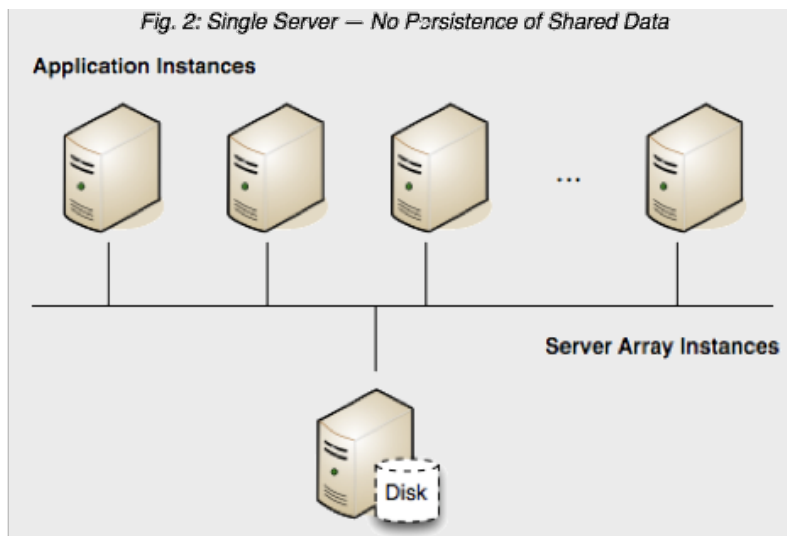 Fig. 2: Single Server — No Persistence of Shared Data
Application Instances
...
Server Array Instances
Disk